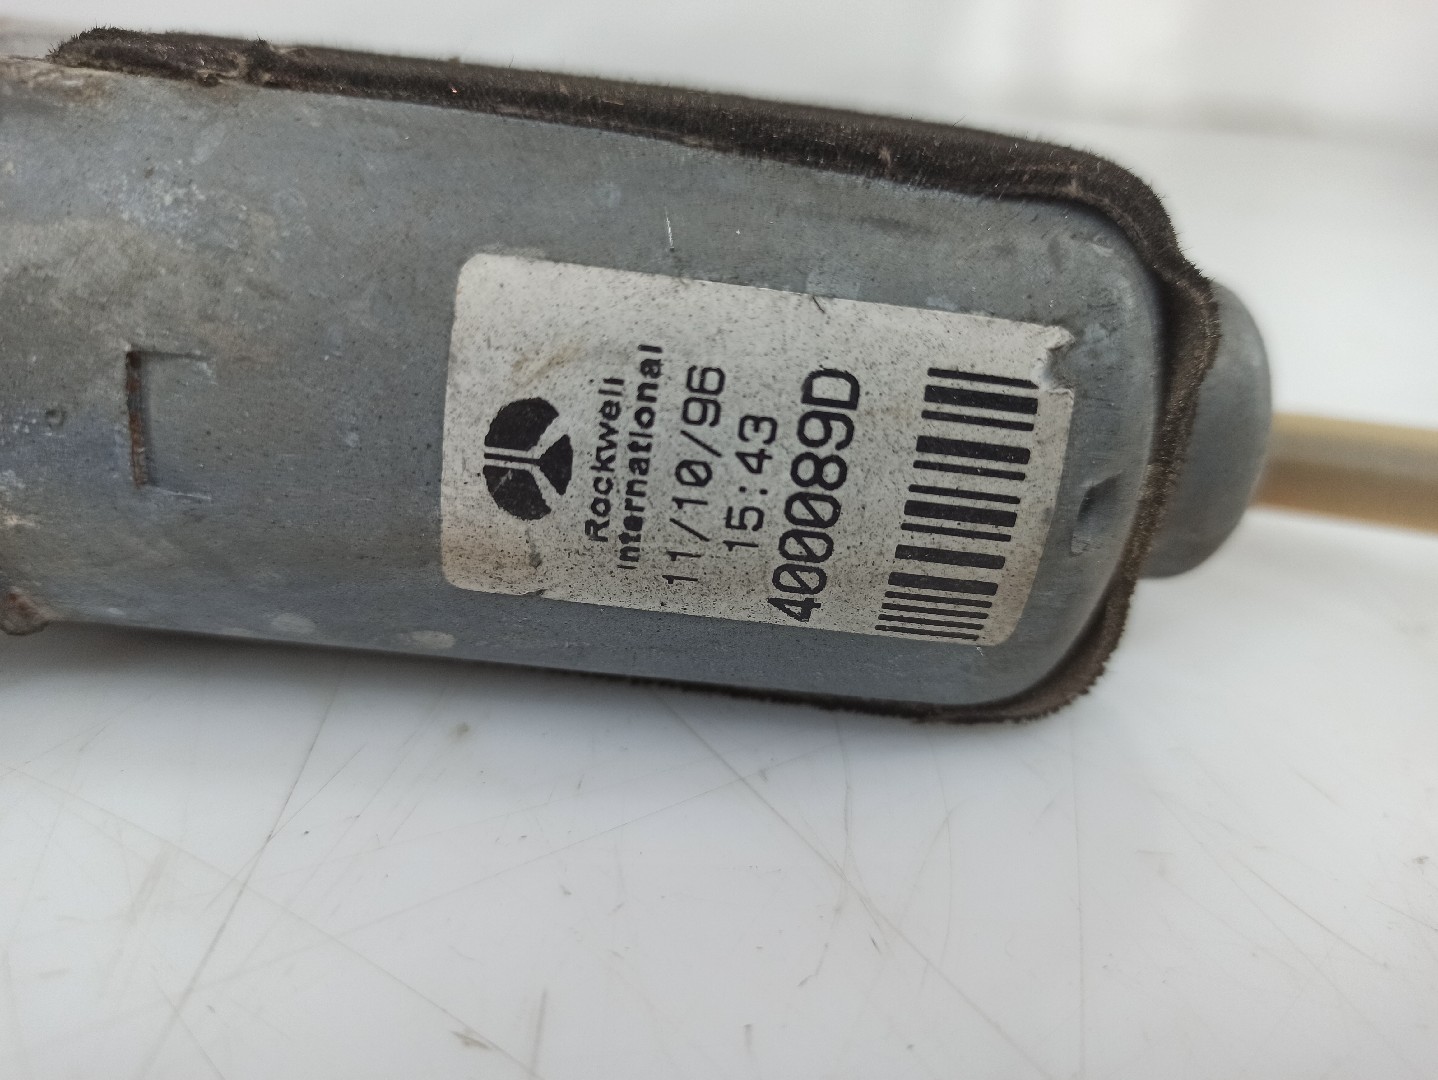 Rockwell
International
11/10/96
15:43
400089D